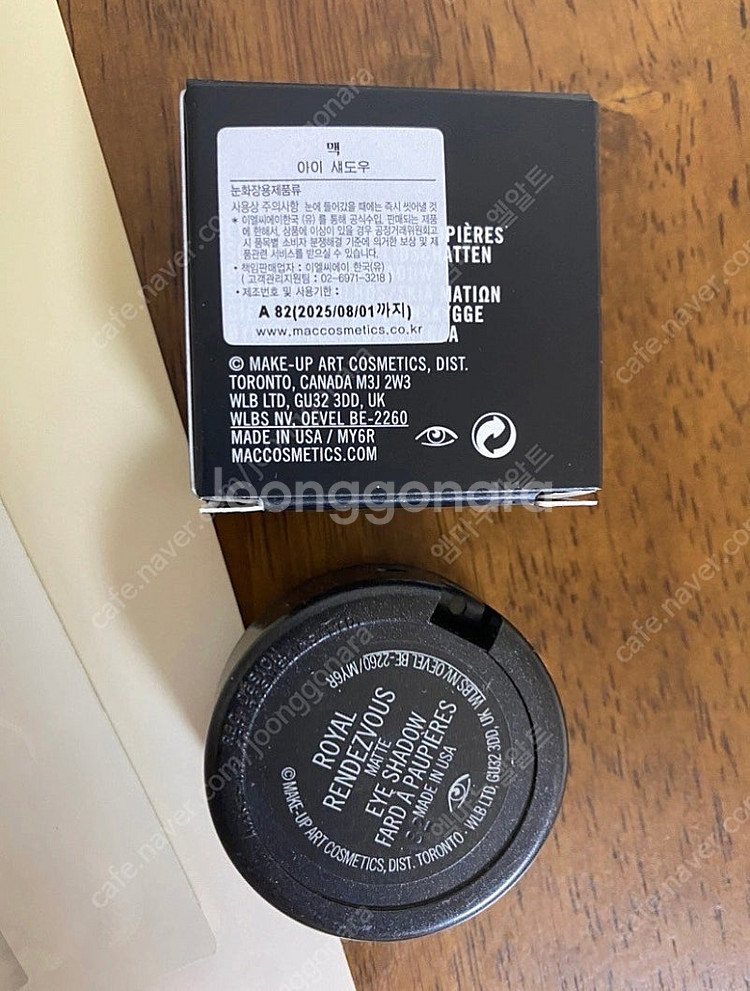 맥
아이 섀도우
눈화장용제품류
사용상 주의사항 눈에 들어갔을 때에는 즉시 씻어낼 것
* 이엘씨에이한국 (유) 를 통해 공식수입, 판매되는 제품
에 한해서, 상품에 이상이 있을 경우 공정거래위원회고
시 품목별 소비자 분쟁해결 기준에 의거한 보상 및 제
품관련 서비스를 받으실 수 있습니다.
• 책임판매업자 : 이엘씨에이 한국(유)
( 고객관리지원팀 : 02-6971-3218 )
• 제조번호 및 사용기한 :
A 82(2025/08/01까지)
www.maccosmetics.co.kr
PIÈRES
ATTEN
MATION
GGE
A
© MAKE-UP ART COSMETICS, DIST.
TORONTO, CANADA M3J 2W3
WLB LTD, GU32 3DD, UK
WLBS NV, OEVEL BE-2260
MADE IN USA / MY6R
MACCOSMETICS.COM
Joonggonara
ROYAL
RENDEZVOUS
MATTE
EYE SHADOW
FARD À PAUPIÈRES
MADE IN USA
©MAKE-UP ART COSMETICS, DIST. TORONTO · WLB LTD, GU32 3DD, UK, WLBS NV, OEVEL BE-2260 / MY6R
cafe.naver.com/joonggonara